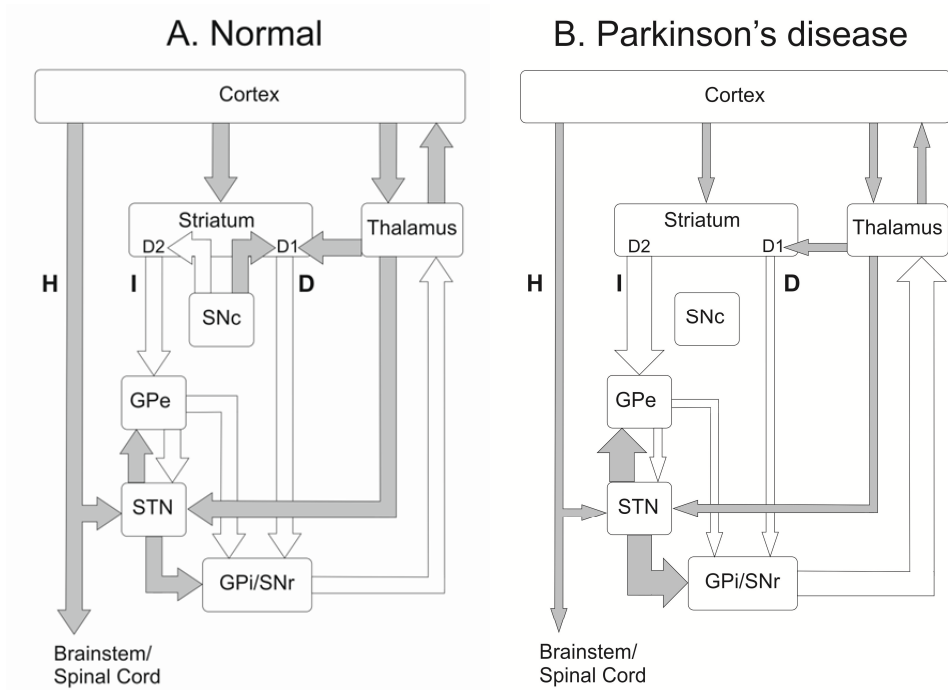 A. Normal
Cortex
Striatum
Thalamus
D2
D1
H
I
D
SNc
GPe
STN
GPi/SNr
Brainstem/
Spinal Cord
B. Parkinson’s disease
Cortex
Striatum
Thalamus
D2
D1
H
I
D
SNc
GPe
STN
GPi/SNr
Brainstem/
Spinal Cord